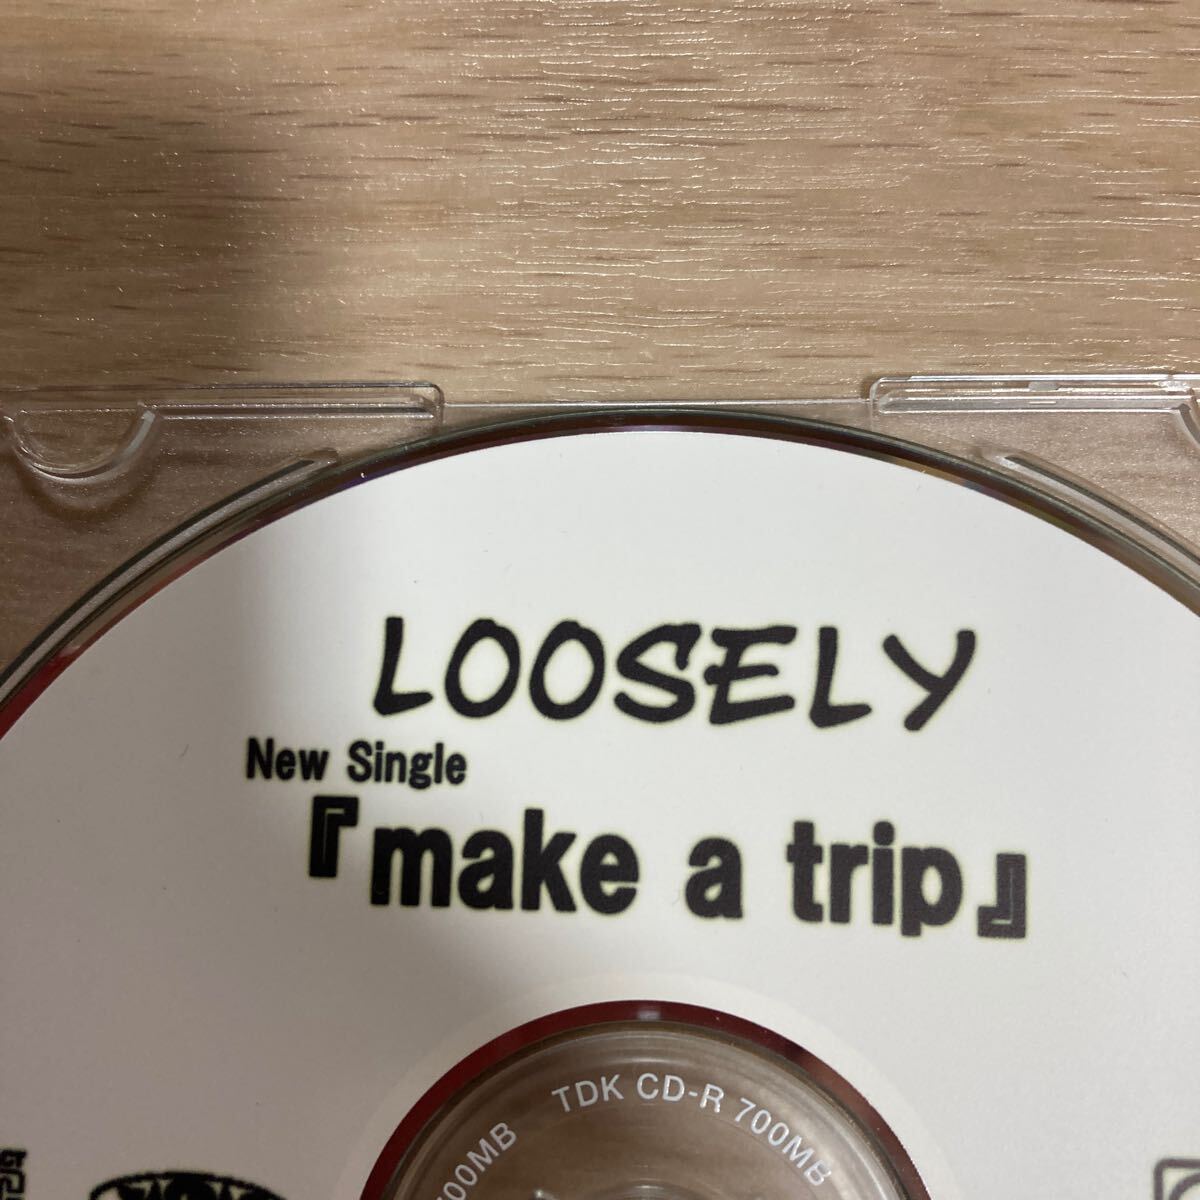 LOOSELY
New Single
『make a trip』
TDK CD-R 700MB
700MB